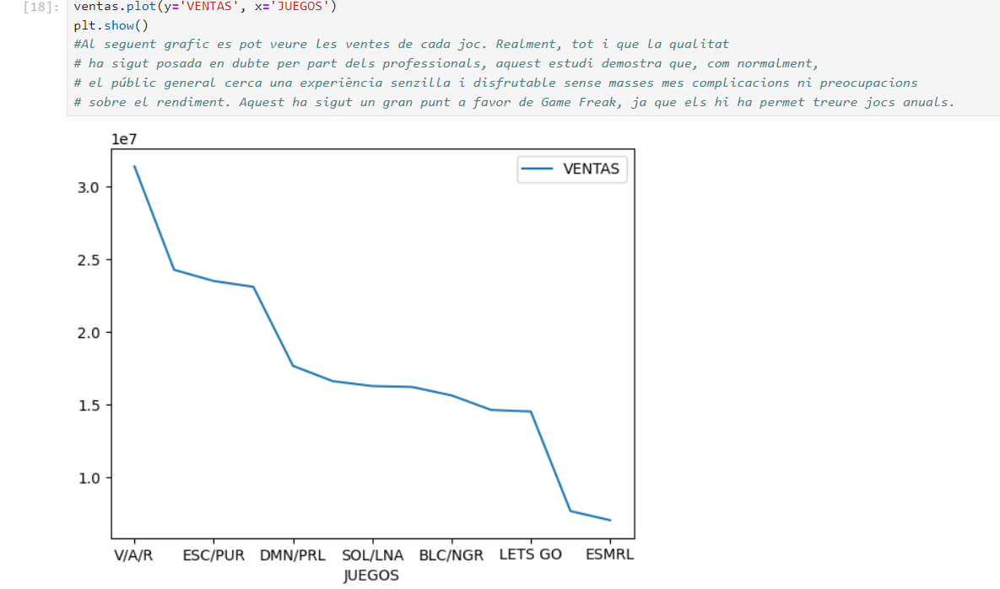 [18]: ventas.plot(y='VENTAS', x='JUEGOS')
plt.show()
#Al seguent grafic es pot veure les ventes de cada joc. Realment, tot i que la qualitat
# ha sigut posada en dubte per part dels professionals, aquest estudi demostra que, com normalment,
# el públic general cerca una experiència senzilla i disfrutable sense masses mes complicacions ni preocupacions
# sobre el rendiment. Aquest ha sigut un gran punt a favor de Game Freak, ja que els hi ha permet treure jocs anuals.
1e7
VENTAS
3.0
2.5
2.0
1.5
1.0
V/A/R ESC/PUR DMN/PRL SOL/LNA BLC/NGR LETS GO ESMRL
JUEGOS